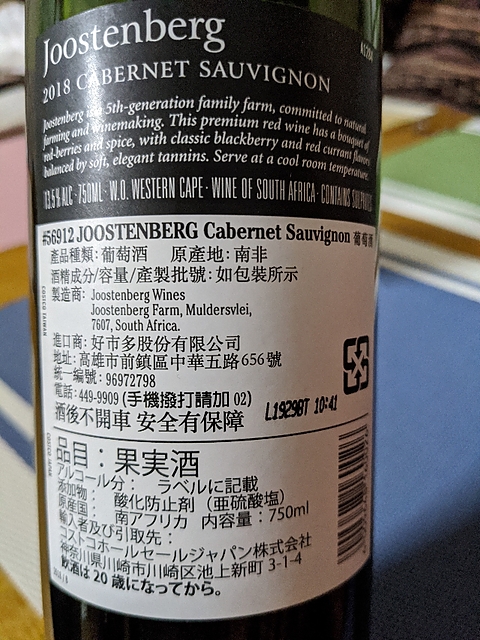 Joostenberg
2018 CABERNET SAUVIGNON
Joostenberg is a 5th-generation family farm, committed to natural
farming and winemaking. This premium red wine has a bouquet of
red-berries and spice, with classic blackberry and red currant flavors
balanced by soft, elegant tannins. Serve at a cool room temperature.
13.5% ALC · 750ML · W.O. WESTERN CAPE · WINE OF SOUTH AFRICA · CONTAINS SULPHITES
#56912 JOOSTENBERG Cabernet Sauvignon 葡萄酒
產品種類: 葡萄酒 原產地: 南非
酒精成分/容量/產製批號: 如包裝所示
製造商: Joostenberg Wines
Joostenberg Farm, Muldersvlei,
7607, South Africa.
進口商: 好市多股份有限公司
地址: 高雄市前鎮區中華五路656號
統一編號: 96972798
電話: 449-9909 (手機撥打請加 02)
酒後不開車 安全有保障
L19298T 10:41
COSTCO TAIWAN
品目：果実酒
アルコール分： ラベルに記載
添加物： 酸化防止剤（亜硫酸塩）
原産国： 南アフリカ 内容量：750ml
輸入者及び引取先：
コストコホールセールジャパン株式会社
神奈川県川崎市川崎区池上新町 3-1-4
飲酒は 20 歳になってから。
COSTCO JAPAN